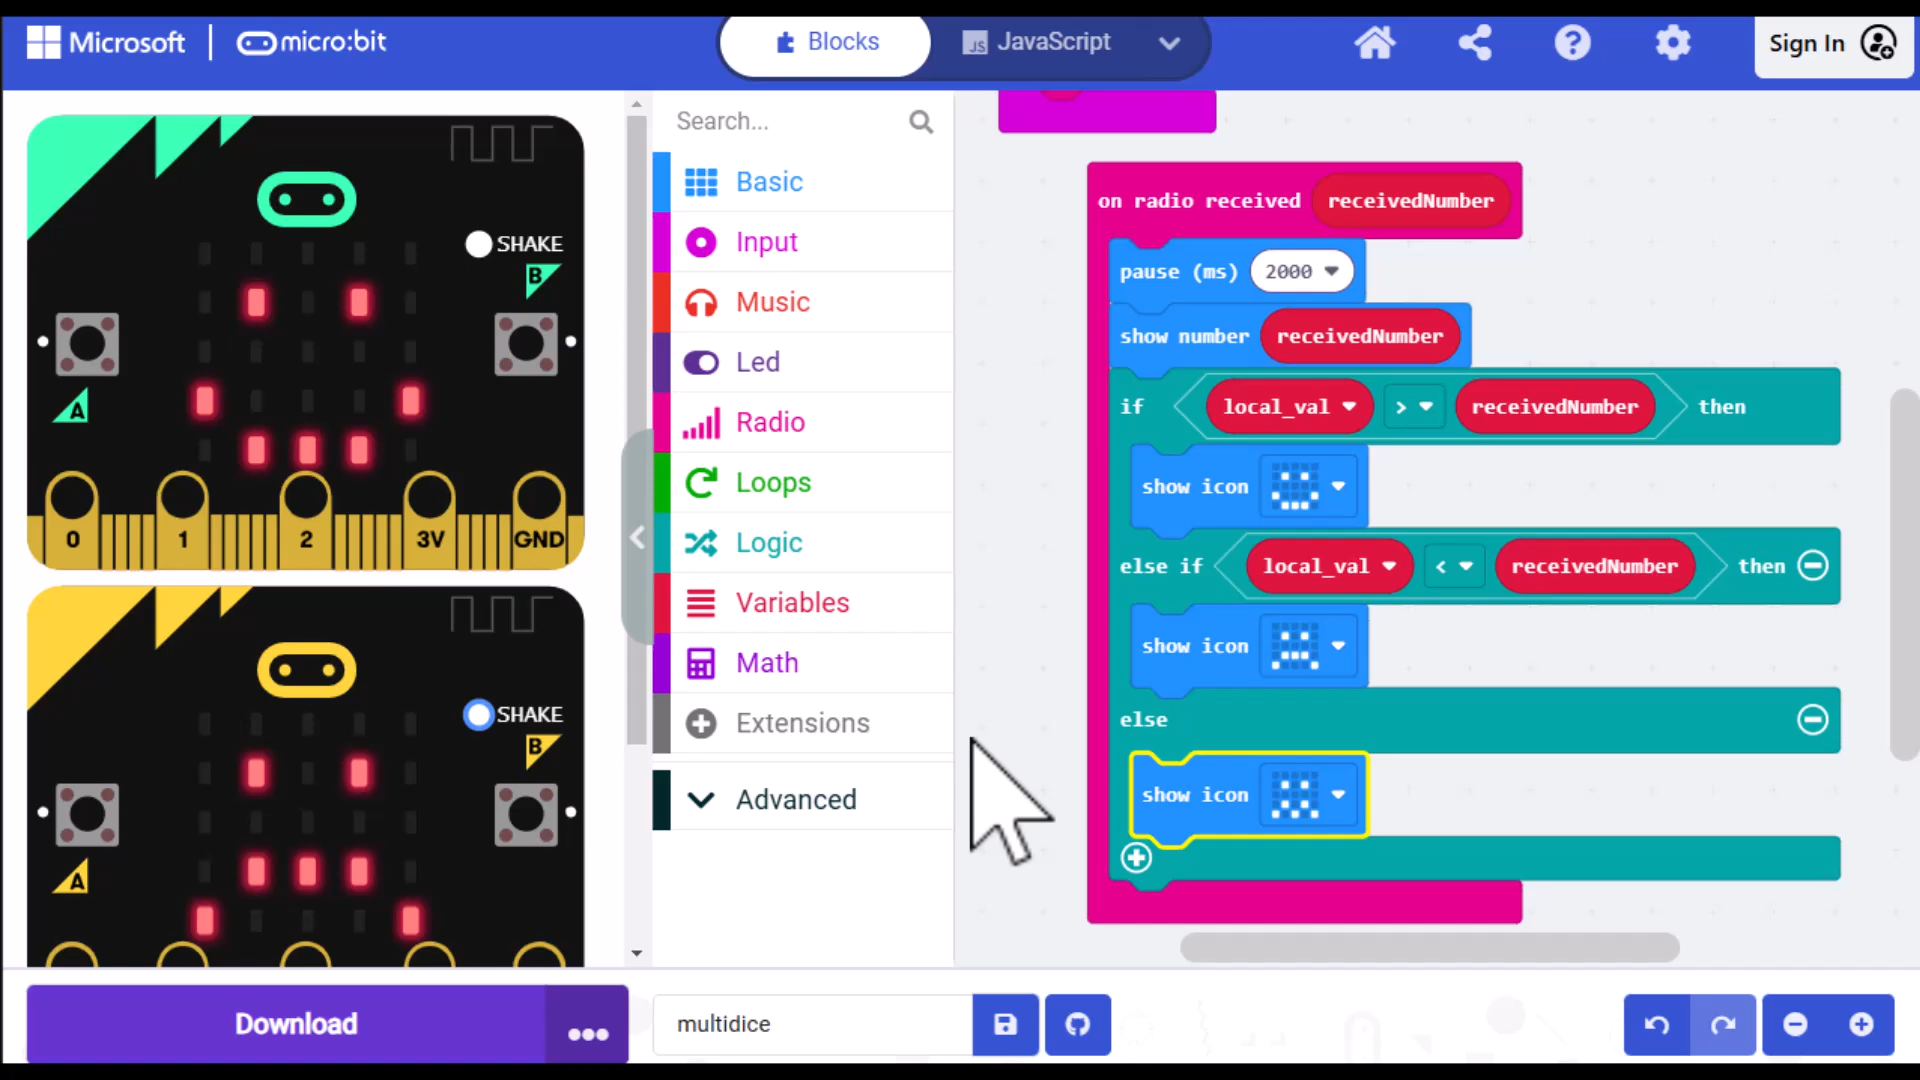 Microsoft | micro:bit
Blocks
JS JavaScript
Sign In
SHAKE
B
A
0 1 2 3V GND
SHAKE
B
A
Search...
Basic
Input
Music
Led
Radio
Loops
Logic
Variables
Math
Extensions
Advanced
on radio received receivedNumber
pause (ms) 2000
show number receivedNumber
if local_val > receivedNumber then
show icon
else if local_val < receivedNumber then
show icon
else
show icon
Download
multidice